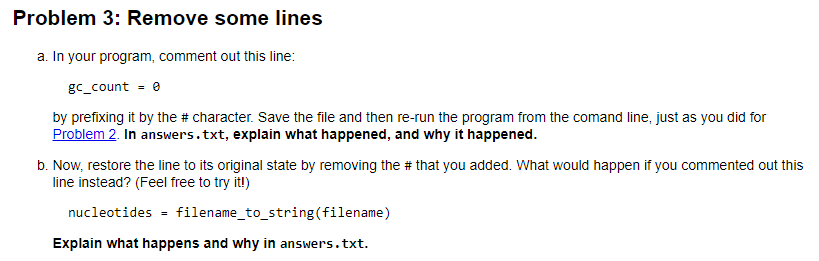 Problem 3: Remove some lines
a. In your program, comment out this line:
gc_count = 0
by prefixing it by the # character. Save the file and then re-run the program from the comand line, just as you did for
Problem 2. In answers.txt, explain what happened, and why it happened.
b. Now, restore the line to its original state by removing the # that you added. What would happen if you commented out this
line instead? (Feel free to try it!)
nucleotides = filename_to_string(filename)
Explain what happens and why in answers.txt.